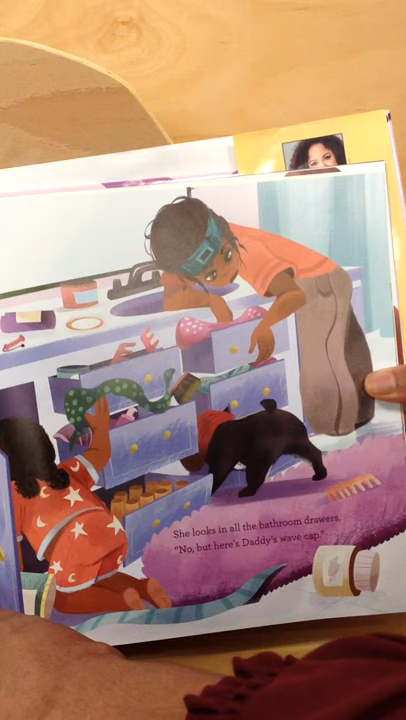 She looks in all the bathroom drawers.
"No, but here's Daddy's wave cap."